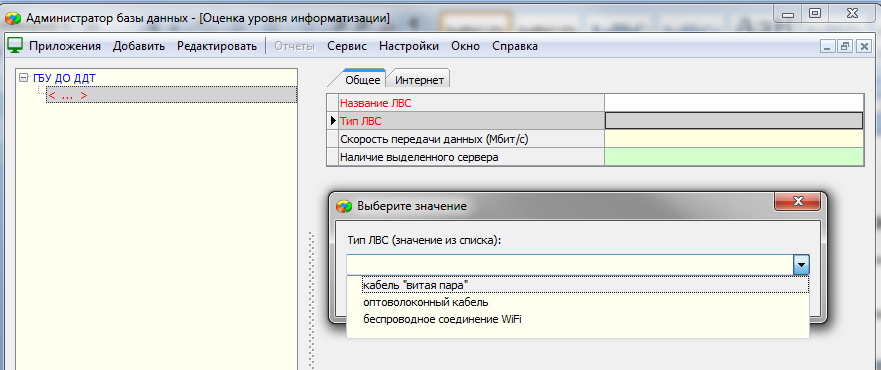 Администратор базы данных - [Оценка уровня информатизации]
Приложения Добавить Редактировать Отчеты Сервис Настройки Окно Справка
ГБУ ДО ДДТ
< ... >
Общее Интернет
Название ЛВС
Тип ЛВС
Скорость передачи данных (Мбит/с)
Наличие выделенного сервера
Выберите значение
Тип ЛВС (значение из списка):
кабель "витая пара"
оптоволоконный кабель
беспроводное соединение WiFi